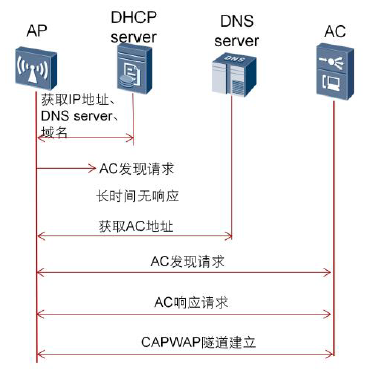 AP
DHCP
server
DNS
server
AC
DNS
获取IP地址、
DNS server、
域名
AC发现请求
长时间无响应
获取AC地址
AC发现请求
AC响应请求
CAPWAP隧道建立